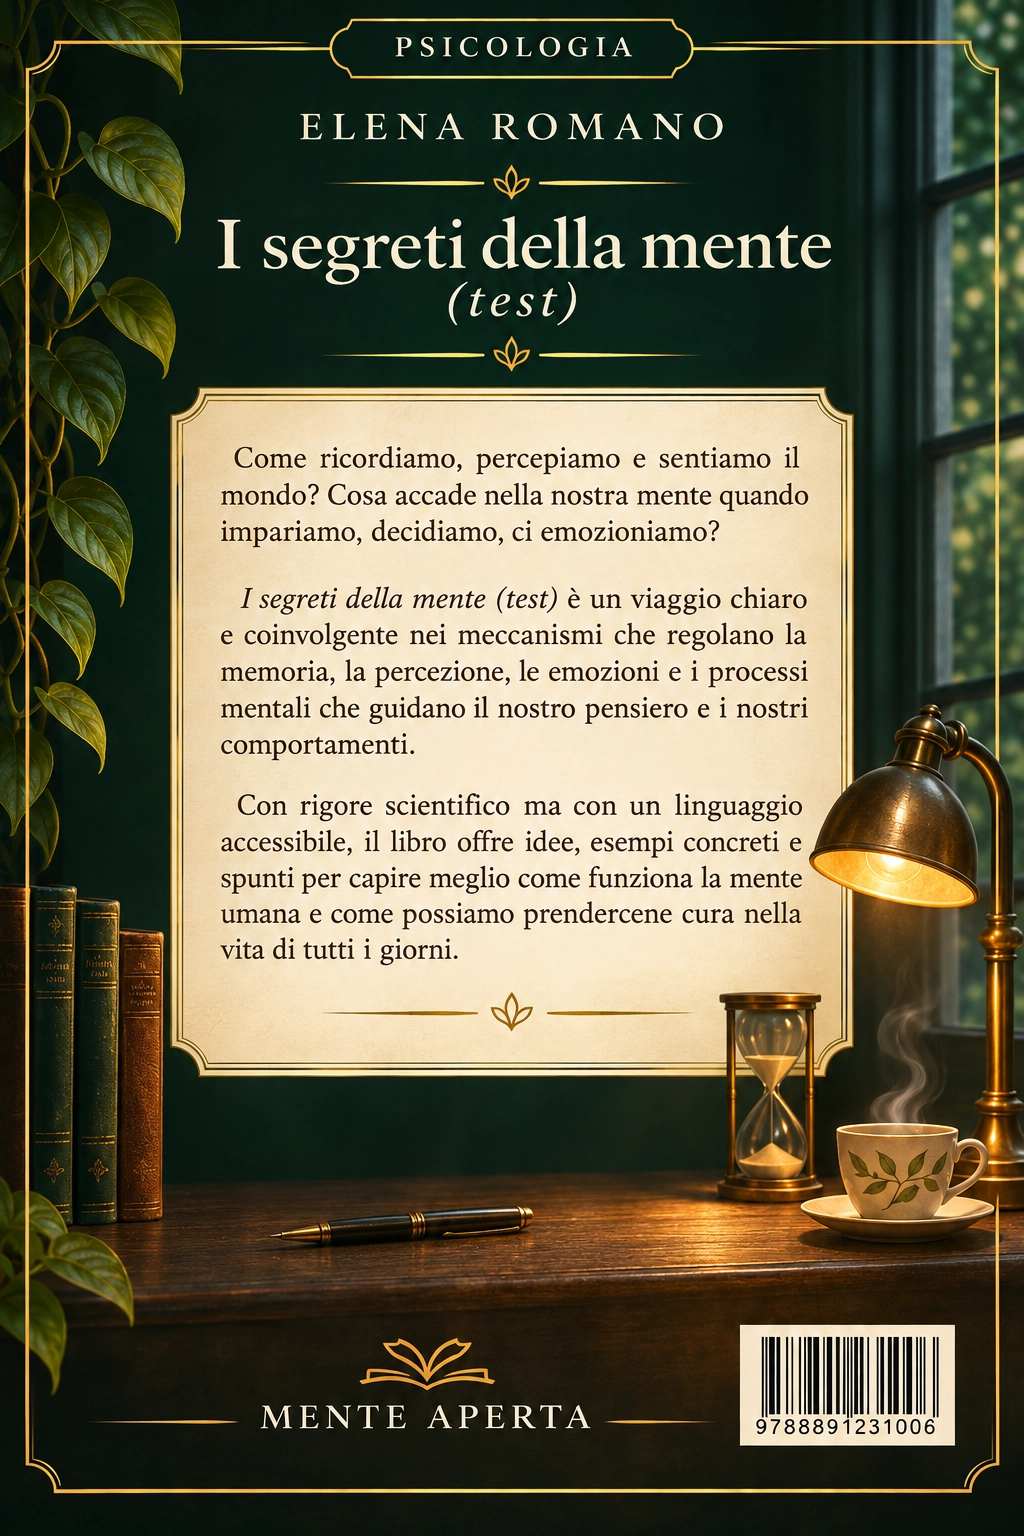 PSICOLOGIA
ELENA ROMANO
I segreti della mente
(test)
Come ricordiamo, percepiamo e sentiamo il
mondo? Cosa accade nella nostra mente quando
impariamo, decidiamo, ci emozioniamo?
I segreti della mente (test) è un viaggio chiaro
e coinvolgente nei meccanismi che regolano la
memoria, la percezione, le emozioni e i processi
mentali che guidano il nostro pensiero e i nostri
comportamenti.
Con rigore scientifico ma con un linguaggio
accessibile, il libro offre idee, esempi concreti e
spunti per capire meglio come funziona la mente
umana e come possiamo prendercene cura nella
vita di tutti i giorni.
MENTE APERTA
9788891231006